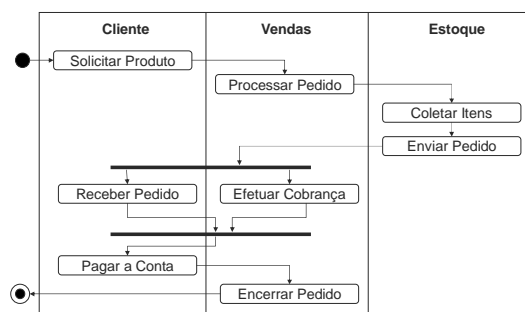 Cliente
Vendas
Estoque
Solicitar Produto
Processar Pedido
Coletar Itens
Enviar Pedido
Receber Pedido
Efetuar Cobrança
Pagar a Conta
Encerrar Pedido